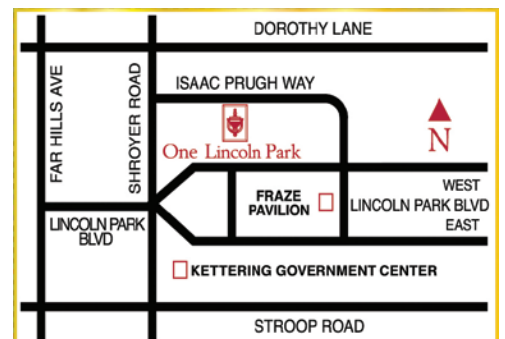 DOROTHY LANE
FAR HILLS AVE
SHROYER ROAD
ISAAC PRUGH WAY
One Lincoln Park
N
WEST
LINCOLN PARK BLVD
EAST
FRAZE
PAVILION
LINCOLN PARK
BLVD
KETTERING GOVERNMENT CENTER
STROOP ROAD